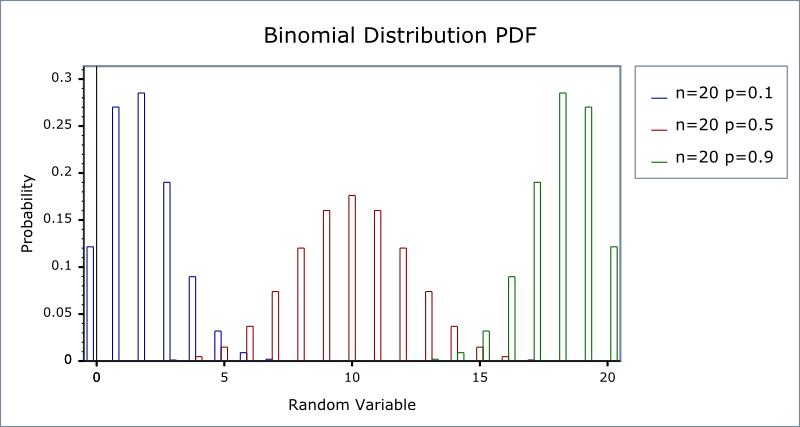 Binomial Distribution PDF
0.3
0.25
0.2
0.15
0.1
0.05
0
Probability
0 5 10 15 20
Random Variable
n=20 p=0.1
n=20 p=0.5
n=20 p=0.9